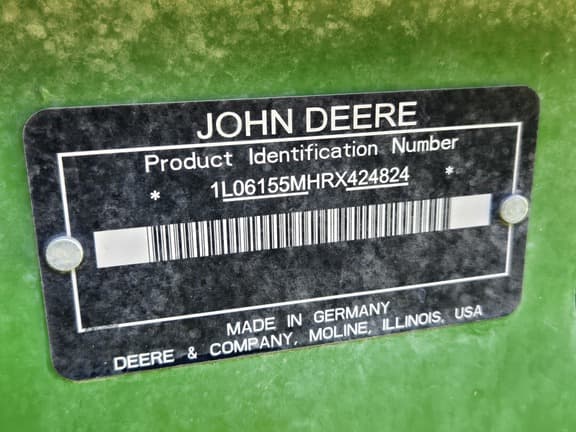 JOHN DEERE
Product Identification Number
* 1L06155MHRX424824 *
MADE IN GERMANY
DEERE & COMPANY, MOLINE, ILLINOIS, USA